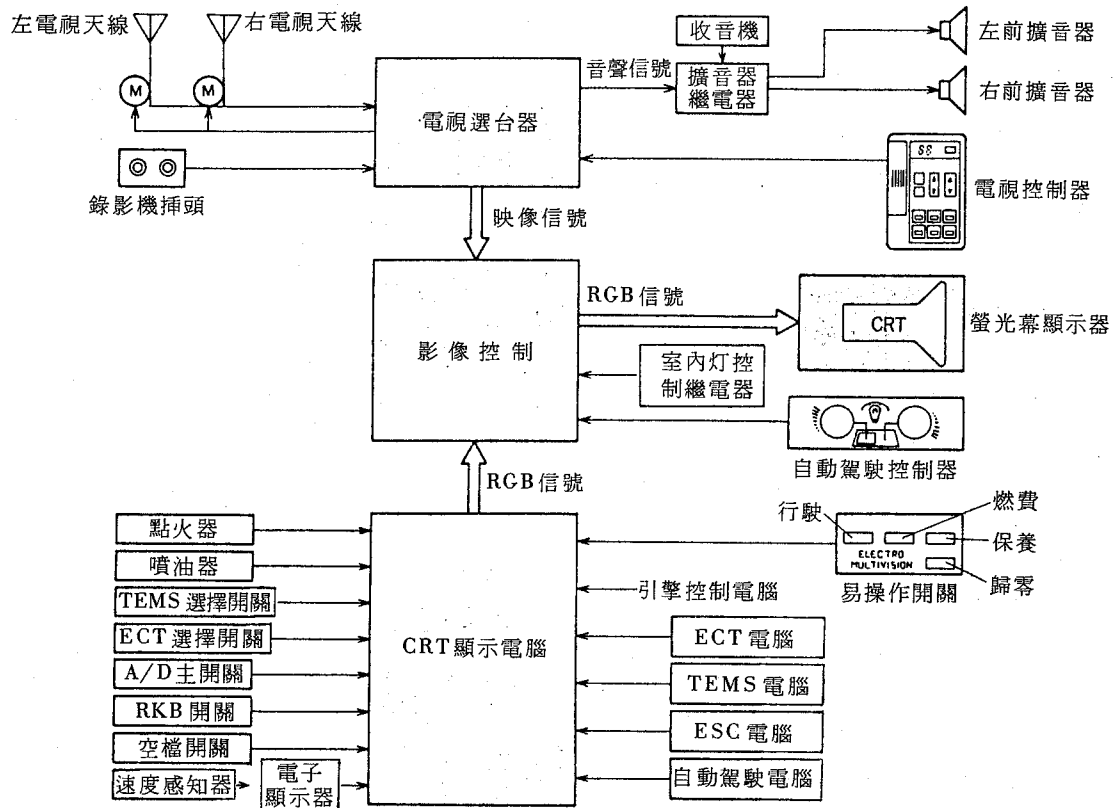 左電視天線
右電視天線
M
M
錄影機挿頭
電視選台器
音聲信號
收音機
擴音器
繼電器
左前擴音器
右前擴音器
電視控制器
映像信號
影像控制
RGB信號
CRT
螢光幕顯示器
室內灯控
制繼電器
自動駕駛控制器
RGB信號
點火器
噴油器
TEMS選擇開關
ECT選擇開關
A/D主開關
RKB開關
空檔開關
速度感知器
電子
顯示器
CRT顯示電腦
行駛
燃費
保養
歸零
ELECTRO
MULTIVISION
易操作開關
引擎控制電腦
ECT電腦
TEMS電腦
ESC電腦
自動駕駛電腦